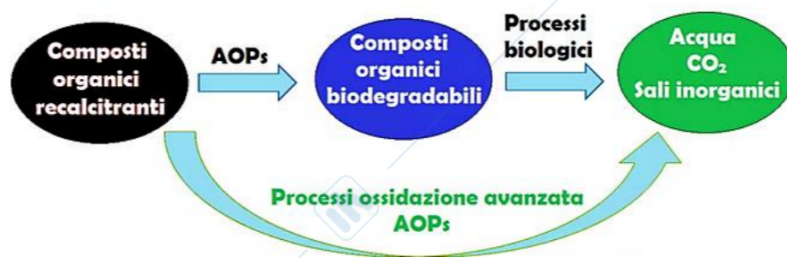 Composti
organici
recalcitranti
AOPs
Composti
organici
biodegradabili
Processi
biologici
Acqua
CO₂
Sali inorganici
Processi ossidazione avanzata
AOPs